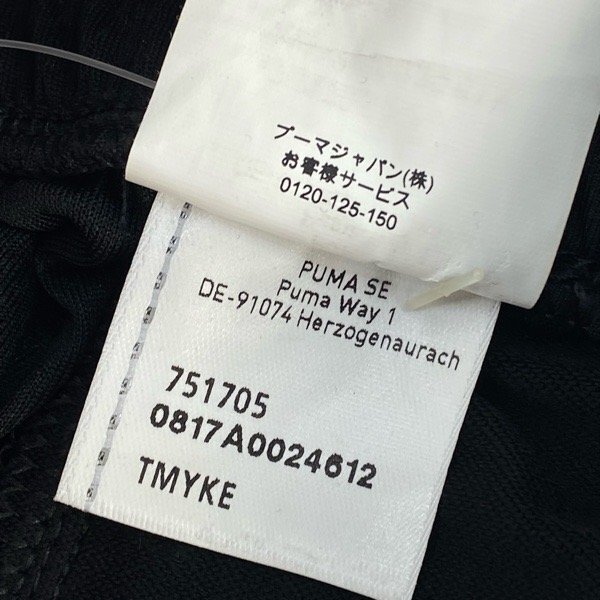 プーマジャパン(株)
お客様サービス
0120-125-150
PUMA SE
Puma Way 1
DE-91074 Herzogenaurach
751705
0817A0024612
TMYKE